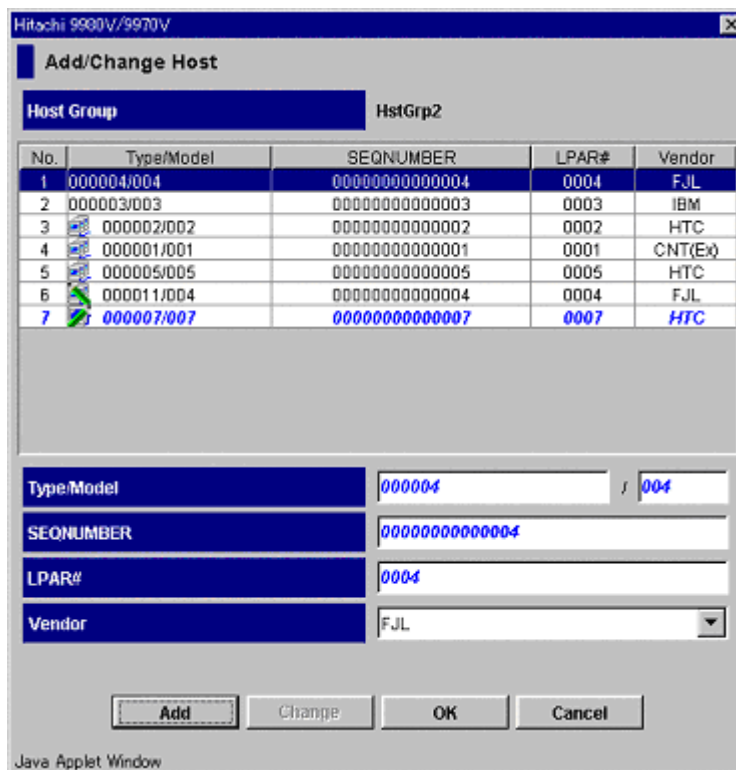 Hitachi 9980V/9970V
Add/Change Host
Host Group HstGrp2
No. Type/Model SEQNUMBER LPAR# Vendor
1 000004/004 00000000000004 0004 FJL
2 000003/003 00000000000003 0003 IBM
3 000002/002 00000000000002 0002 HTC
4 000001/001 00000000000001 0001 CNT(Ex)
5 000005/005 00000000000005 0005 HTC
6 000011/004 00000000000004 0004 FJL
7 000007/007 00000000000007 0007 HTC
Type/Model 000004 / 004
SEQNUMBER 00000000000004
LPAR# 0004
Vendor FJL
Add Change OK Cancel
Java Applet Window